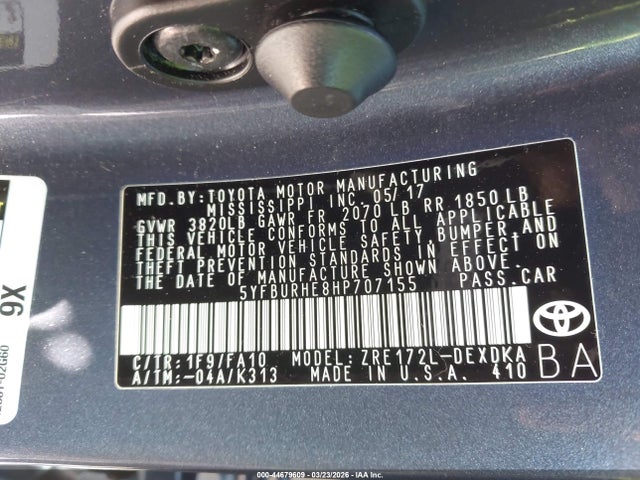 MFD.BY:TOYOTA MOTOR MANUFACTURING
MISSISSIPPI INC. 05/17
GVWR 3820LB GAWR FR 2070 LB RR 1850LB
THIS VEHICLE CONFORMS TO ALL APPLICABLE
FEDERAL MOTOR VEHICLE SAFETY,BUMPER,AND
THEFT PREVENTION STANDARDS IN EFFECT ON
THE DATE OF MANUFACTURE SHOWN ABOVE.
5YFBURHE8HP707155 PASS.CAR
C/TR:1F9/FA10 MODEL:ZRE172L-DEXDKA
A/TM:-04A/K313 MADE IN U.S.A. 410
BA
9X
000-44679609 - 03/23/2026 - IAA Inc.